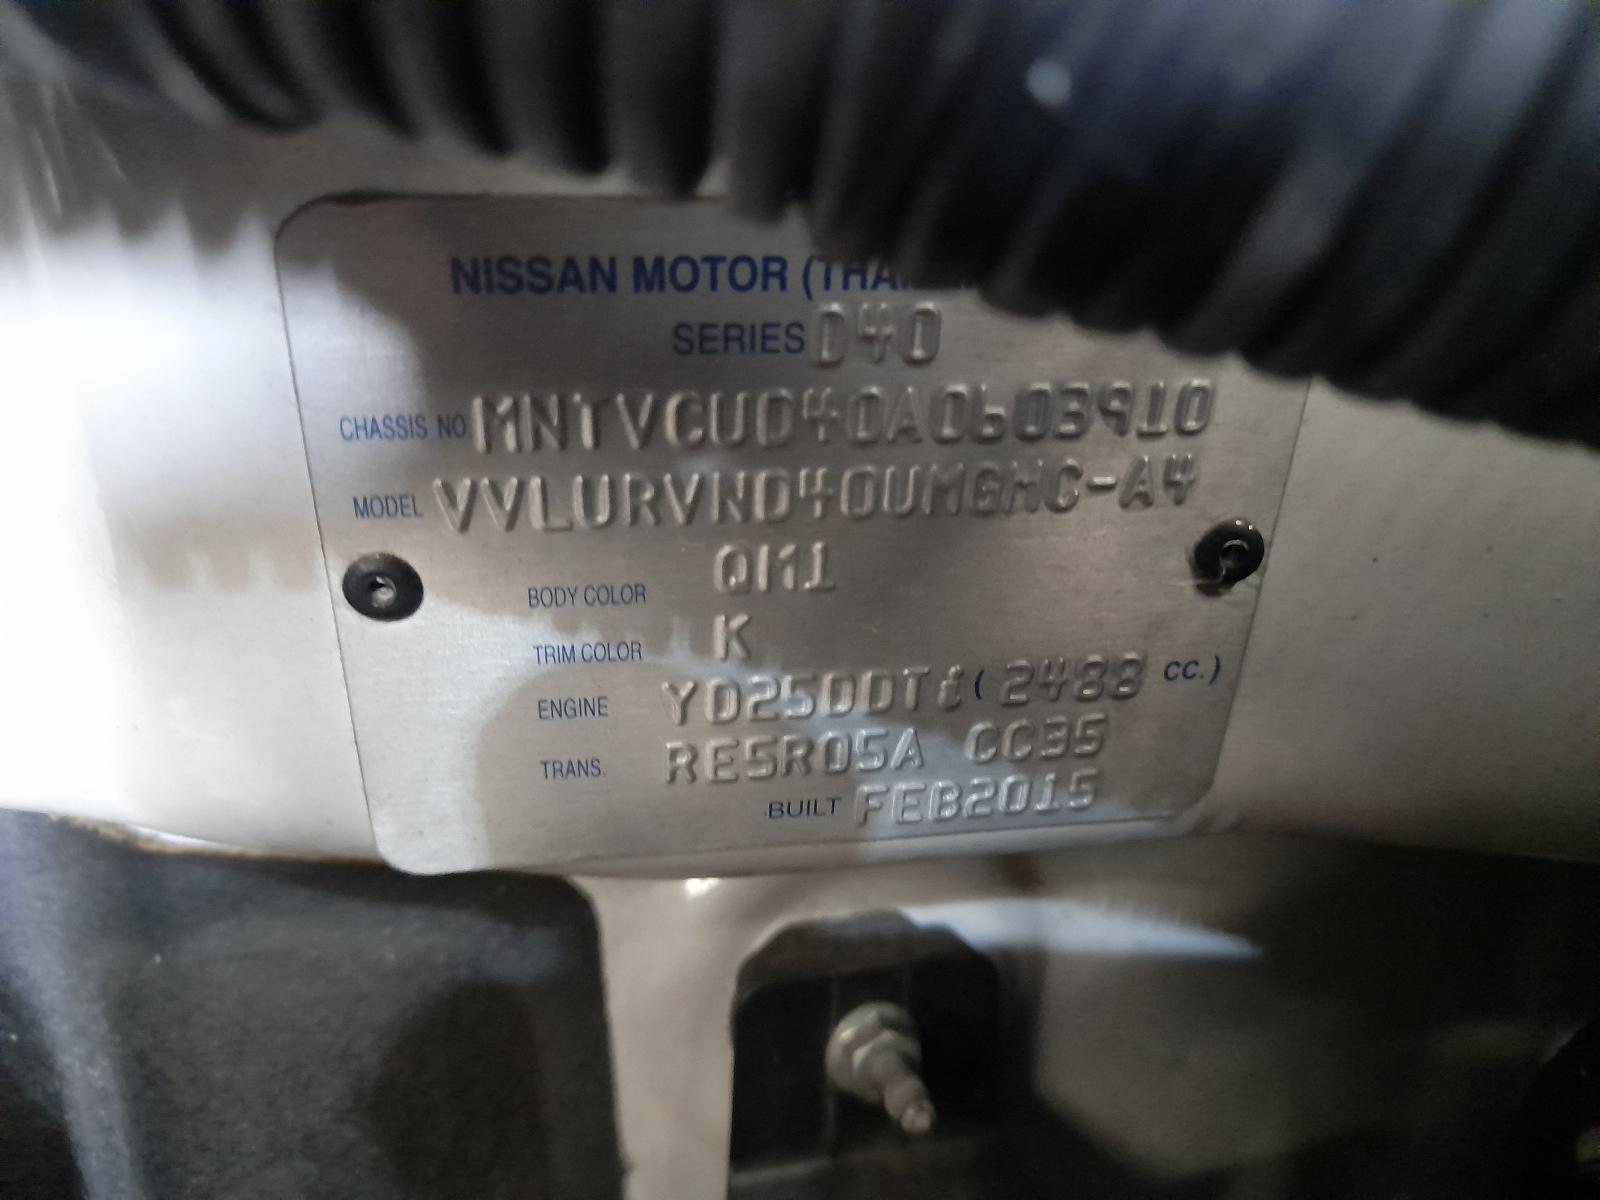 NISSAN MOTOR (THAI
SERIES D40
CHASSIS NO. MNTVCUD40A0603910
MODEL VVLURVND40UMGHC-A4
BODY COLOR QM1
TRIM COLOR K
ENGINE YD25DDTi ( 2488 cc.)
TRANS. RE5R05A CC35
BUILT FEB2015